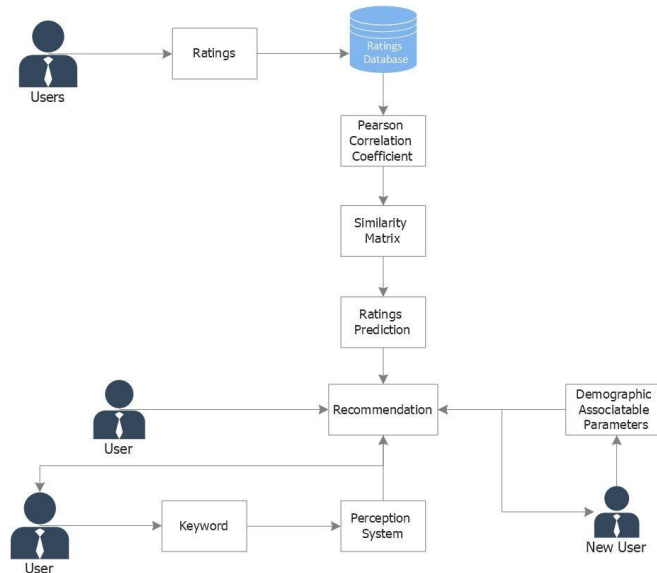 Users
Ratings
Ratings
Database
Pearson
Correlation
Coefficient
Similarity
Matrix
Ratings
Prediction
User
Recommendation
Demographic
Associatable
Parameters
User
Keyword
Perception
System
New User